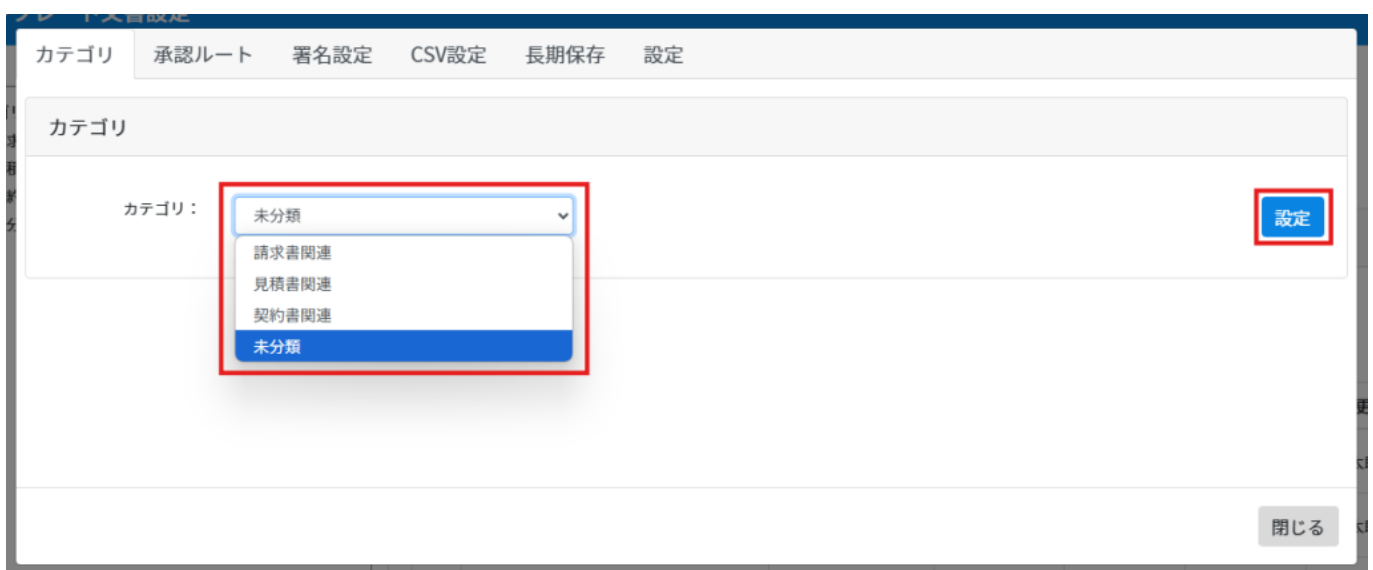 カテゴリ 承認ルート 署名設定 CSV設定 長期保存 設定
カテゴリ
カテゴリ： 未分類 設定
請求書関連
見積書関連
契約書関連
未分類
閉じる